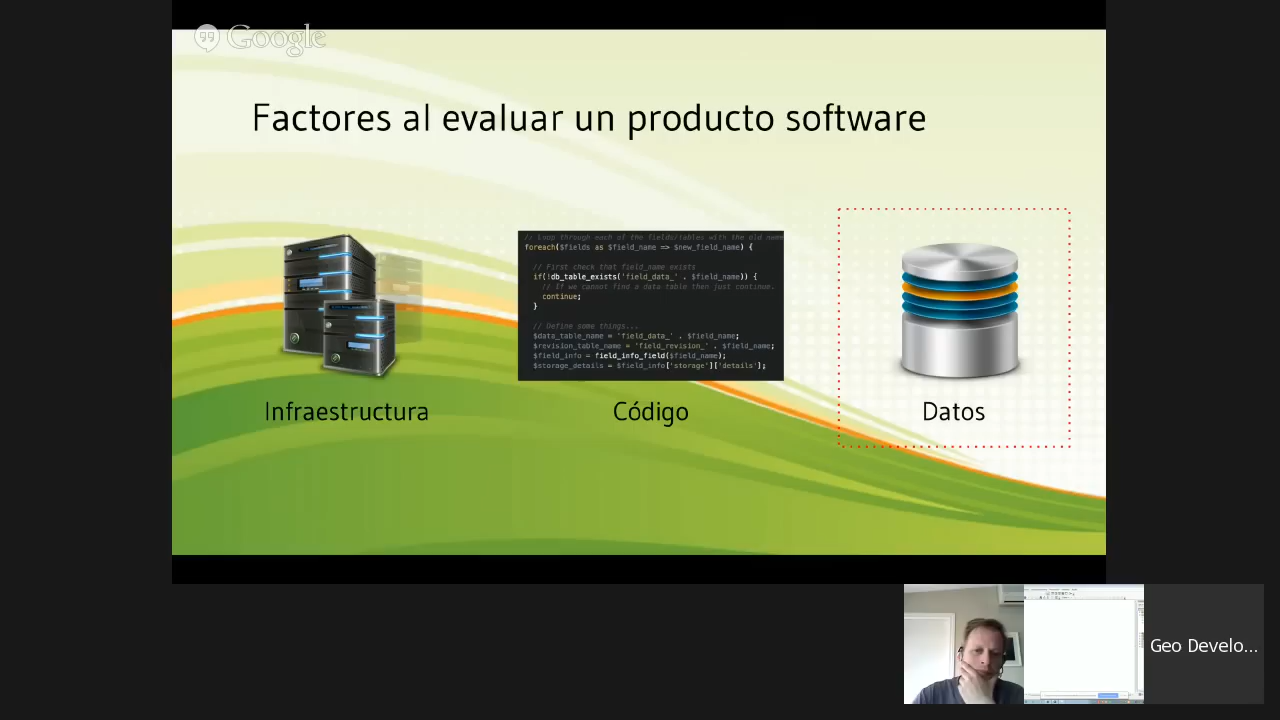 Google
Factores al evaluar un producto software
// loop through each of the fields/tables with the old name
foreach($fields as $field_name => $new_field_name) {
// First check that field_name exists
if(!db_table_exists('field_data_' . $field_name)) {
// If we cannot find a data table then just continue.
continue;
}
// Define some things...
$data_table_name = 'field_data_' . $field_name;
$revision_table_name = 'field_revision_' . $field_name;
$field_info = field_info_field($field_name);
$storage_details = $field_info['storage']['details'];
Infraestructura
Código
Datos
Geo Develo...